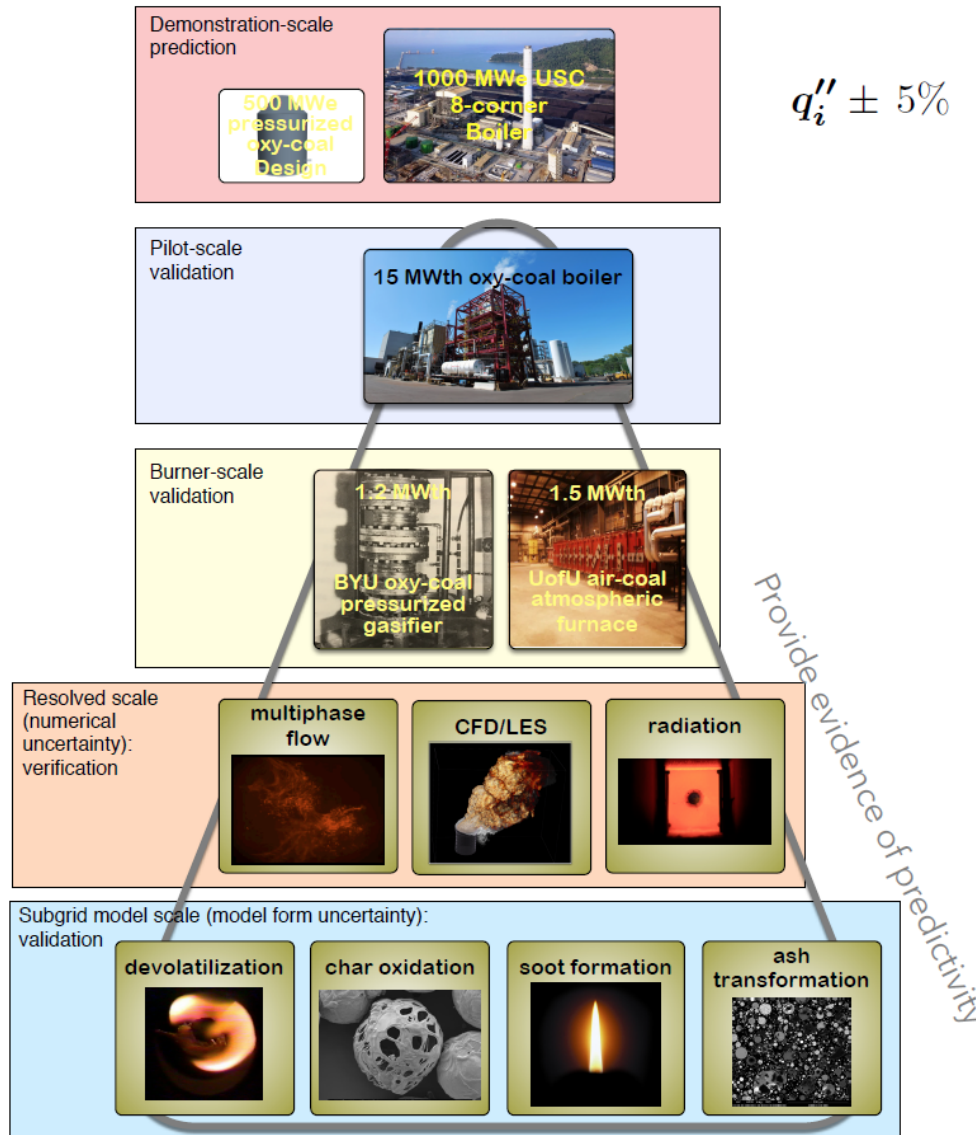 Demonstration-scale
prediction
500 MWe
pressurized
oxy-coal
Design
1000 MWe USC
8-corner
Boiler
q_i'' ± 5%
Pilot-scale
validation
15 MWth oxy-coal boiler
Burner-scale
validation
1.2 MWth
BYU oxy-coal
pressurized
gasifier
1.5 MWth
UofU air-coal
atmospheric
furnace
Provide evidence of predictivity
Resolved scale
(numerical
uncertainty):
verification
multiphase
flow
CFD/LES
radiation
Subgrid model scale (model form uncertainty):
validation
devolatilization
char oxidation
soot formation
ash
transformation